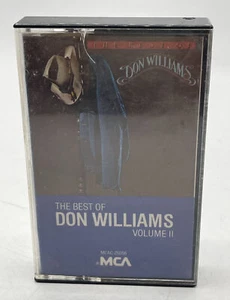 DON WILLIAMS
THE BEST OF
DON WILLIAMS
VOLUME II
MCA